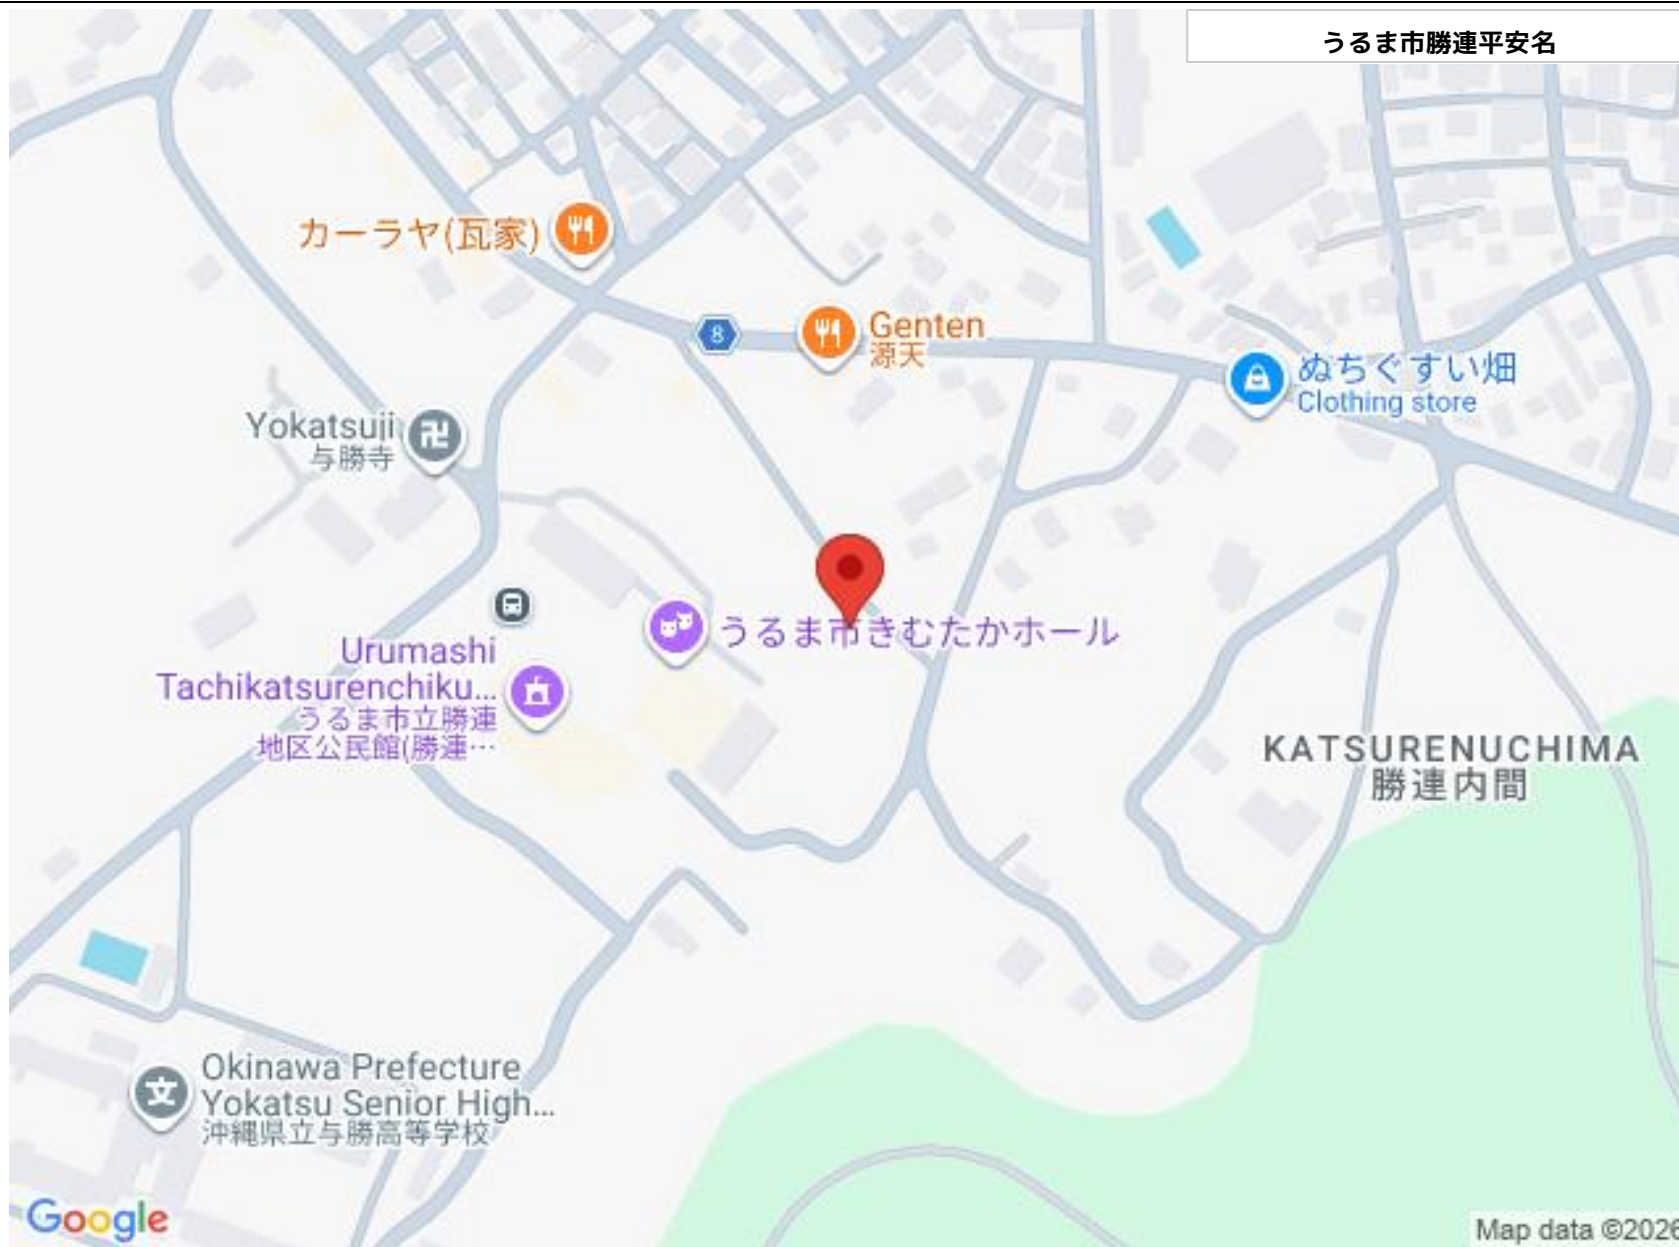 うるま市勝連平安名
カーラヤ(瓦家)
8
Genten
源天
ぬちぐすい畑
Clothing store
Yokatsuji
与勝寺
卍
うるま市きむたかホール
Urumashi
Tachikatsurenchiku...
うるま市立勝連
地区公民館(勝連…
KATSURENUCHIMA
勝連内間
文
Okinawa Prefecture
Yokatsu Senior High...
沖縄県立与勝高等学校
Google
Map data ©2026